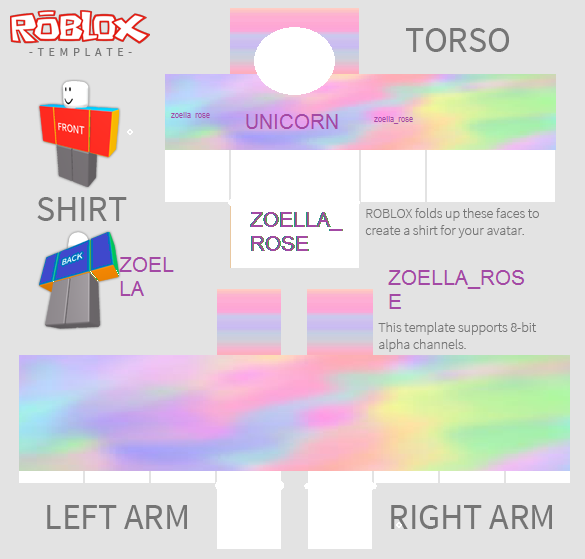 ROBLOX
-TEMPLATE-
TORSO
zoella_rose
UNICORN
zoella_rose
FRONT
SHIRT
ZOELLA_
ROSE
ROBLOX folds up these faces to
create a shirt for your avatar.
BACK
ZOEL
LA
ZOELLA_ROS
E
This template supports 8-bit
alpha channels.
LEFT ARM
RIGHT ARM